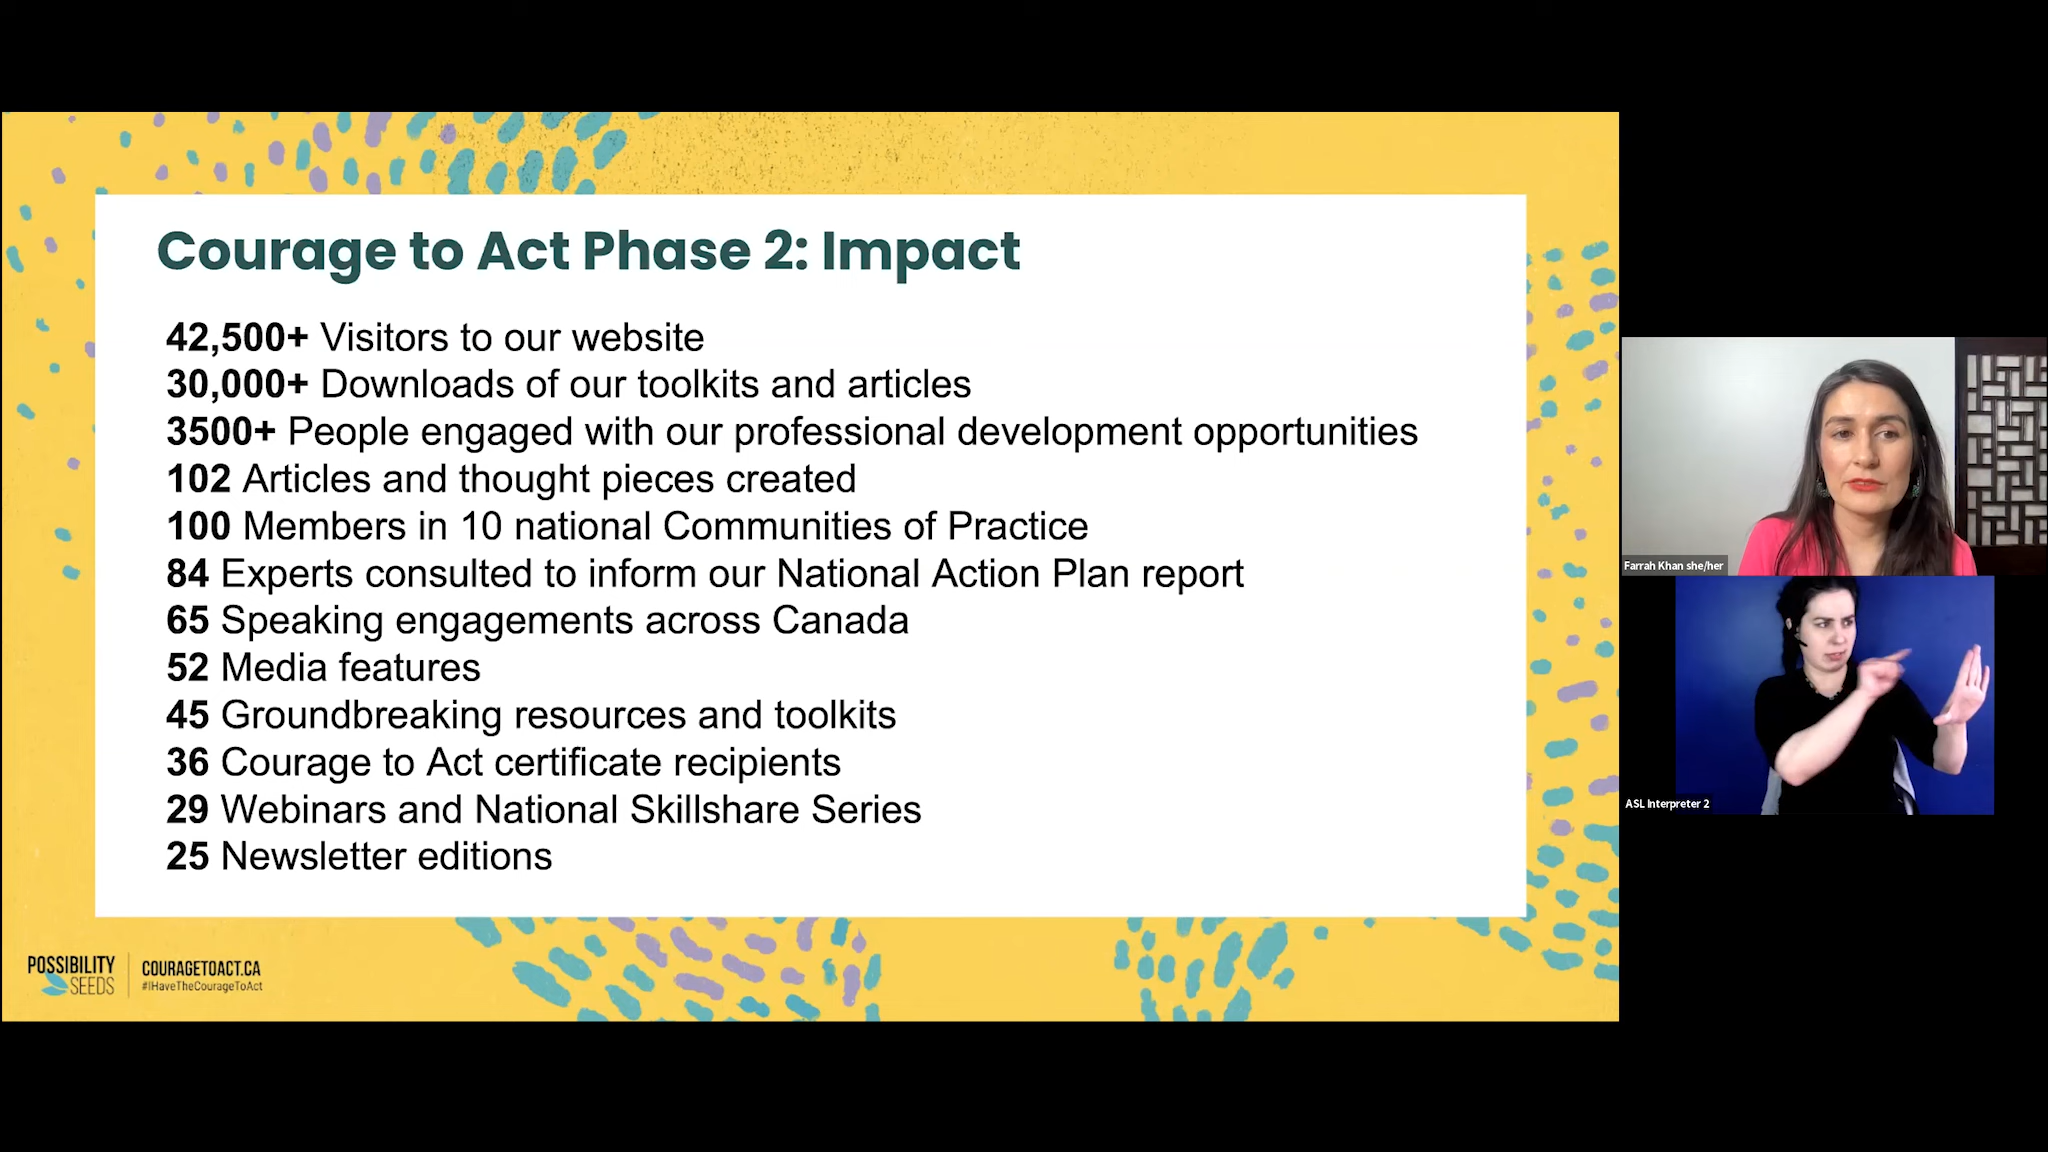 Courage to Act Phase 2: Impact
42,500+ Visitors to our website
30,000+ Downloads of our toolkits and articles
3500+ People engaged with our professional development opportunities
102 Articles and thought pieces created
100 Members in 10 national Communities of Practice
84 Experts consulted to inform our National Action Plan report
65 Speaking engagements across Canada
52 Media features
45 Groundbreaking resources and toolkits
36 Courage to Act certificate recipients
29 Webinars and National Skillshare Series
25 Newsletter editions
POSSIBILITY
SEEDS
COURAGETOACT.CA
#IHaveTheCourageToAct
Farrah Khan she/her
ASL Interpreter 2